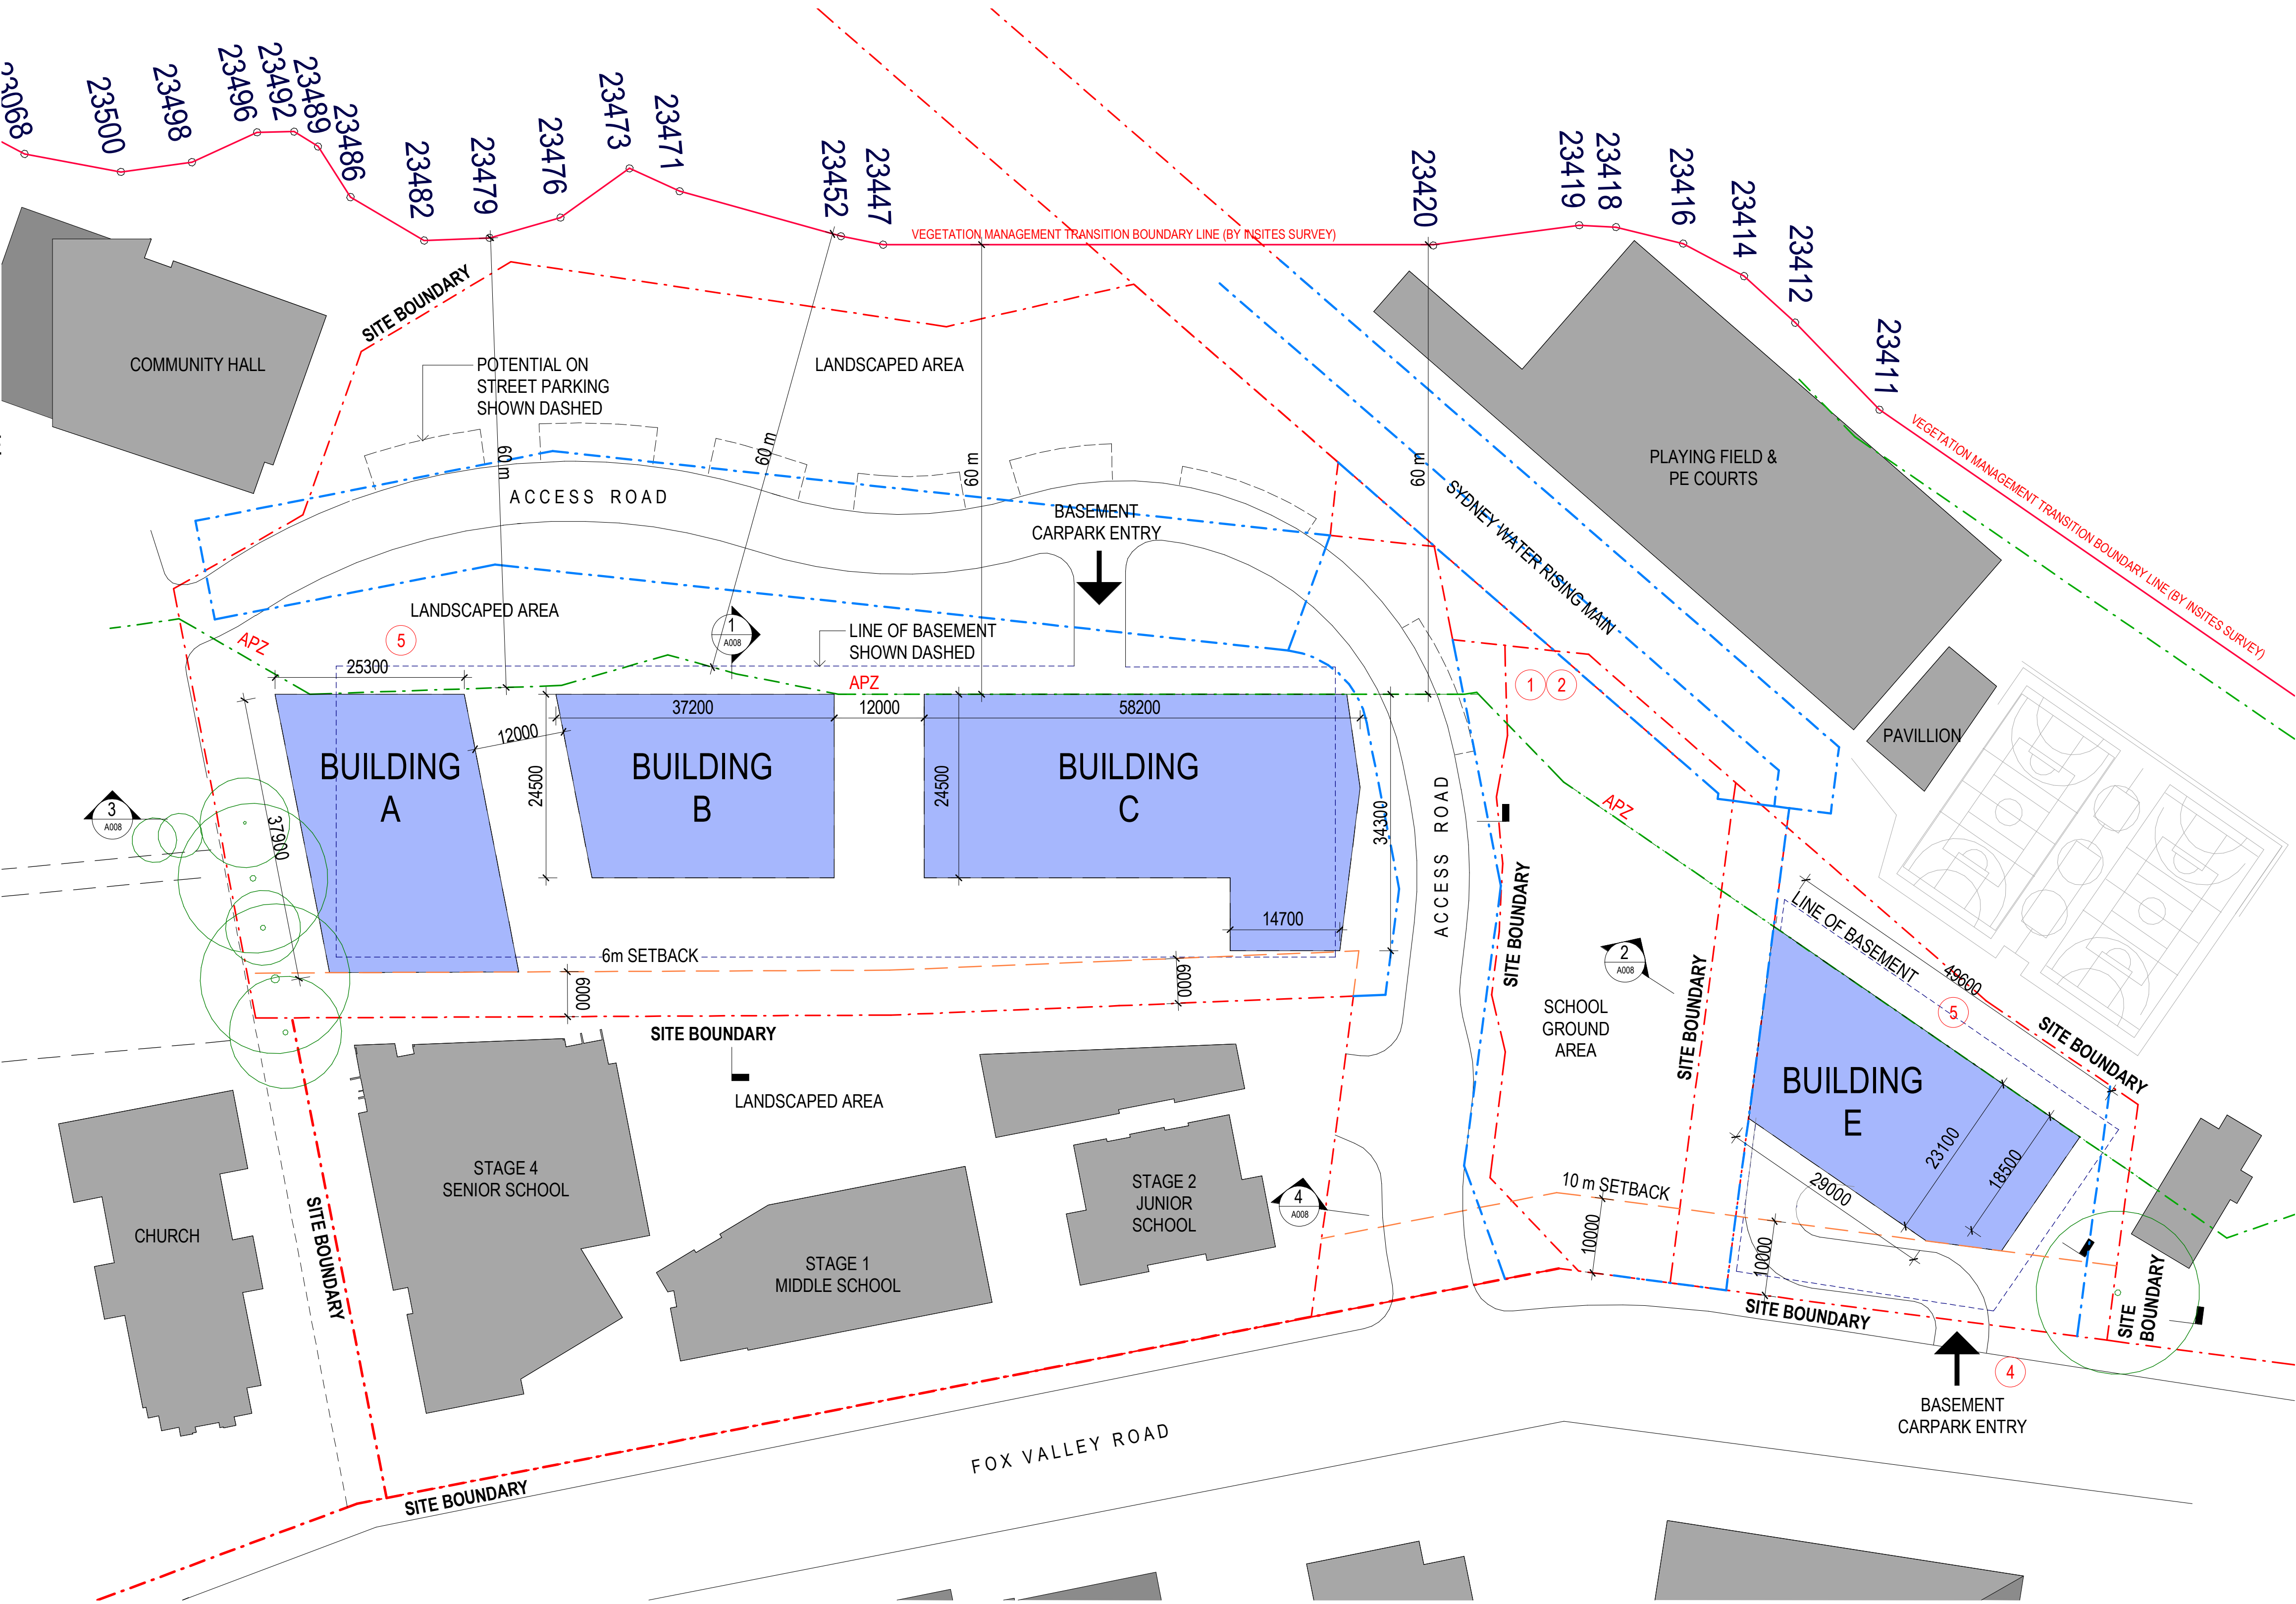 23068
23500
23498
23496
23492
23489
23486
23482
23479
23476
23473
23471
23452
23447
23420
23419
23418
23416
23414
23412
23411
VEGETATION MANAGEMENT TRANSITION BOUNDARY LINE (BY INSITES SURVEY)
VEGETATION MANAGEMENT TRANSITION BOUNDARY LINE (BY INSITES SURVEY)
SITE BOUNDARY
COMMUNITY HALL
POTENTIAL ON
STREET PARKING
SHOWN DASHED
LANDSCAPED AREA
60 m
60 m
60 m
60 m
ACCESS ROAD
BASEMENT
CARPARK ENTRY
SYDNEY WATER RISING MAIN
PLAYING FIELD &
PE COURTS
PAVILLION
LANDSCAPED AREA
APZ
5
25300
1
A008
LINE OF BASEMENT
SHOWN DASHED
APZ
1
2
37200
12000
58200
12000
24500
24500
34300
37900
BUILDING
A
BUILDING
B
BUILDING
C
3
A008
ACCESS ROAD
APZ
14700
6m SETBACK
6000
6000
SITE BOUNDARY
SITE BOUNDARY
2
A008
SITE BOUNDARY
SCHOOL
GROUND
AREA
LINE OF BASEMENT
49600
5
SITE BOUNDARY
BUILDING
E
23100
18500
29000
LANDSCAPED AREA
STAGE 4
SENIOR SCHOOL
CHURCH
SITE BOUNDARY
STAGE 1
MIDDLE SCHOOL
STAGE 2
JUNIOR
SCHOOL
4
A008
10 m SETBACK
10000
10000
SITE BOUNDARY
SITE
BOUNDARY
4
BASEMENT
CARPARK ENTRY
FOX VALLEY ROAD
SITE BOUNDARY